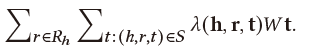 ∑_{r∈R_h} ∑_{t:(h,r,t)∈S} λ(h, r, t)Wt.